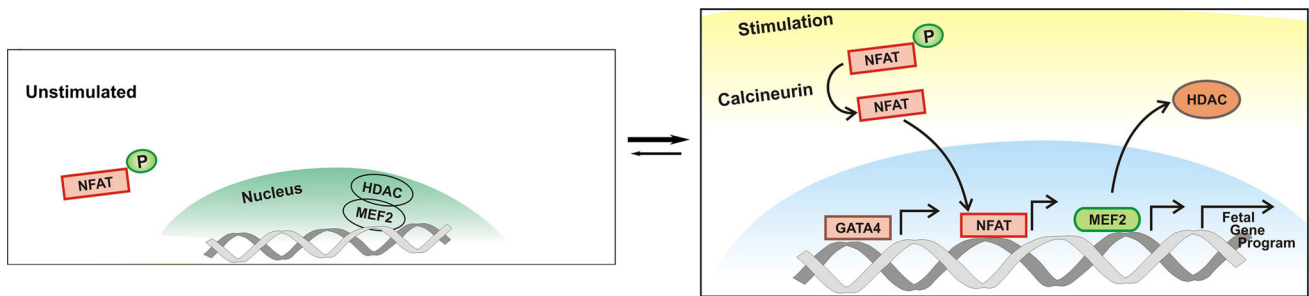 Unstimulated
P
NFAT
Nucleus
HDAC
MEF2
Stimulation
P
NFAT
Calcineurin
NFAT
HDAC
GATA4
NFAT
MEF2
Fetal
Gene
Program